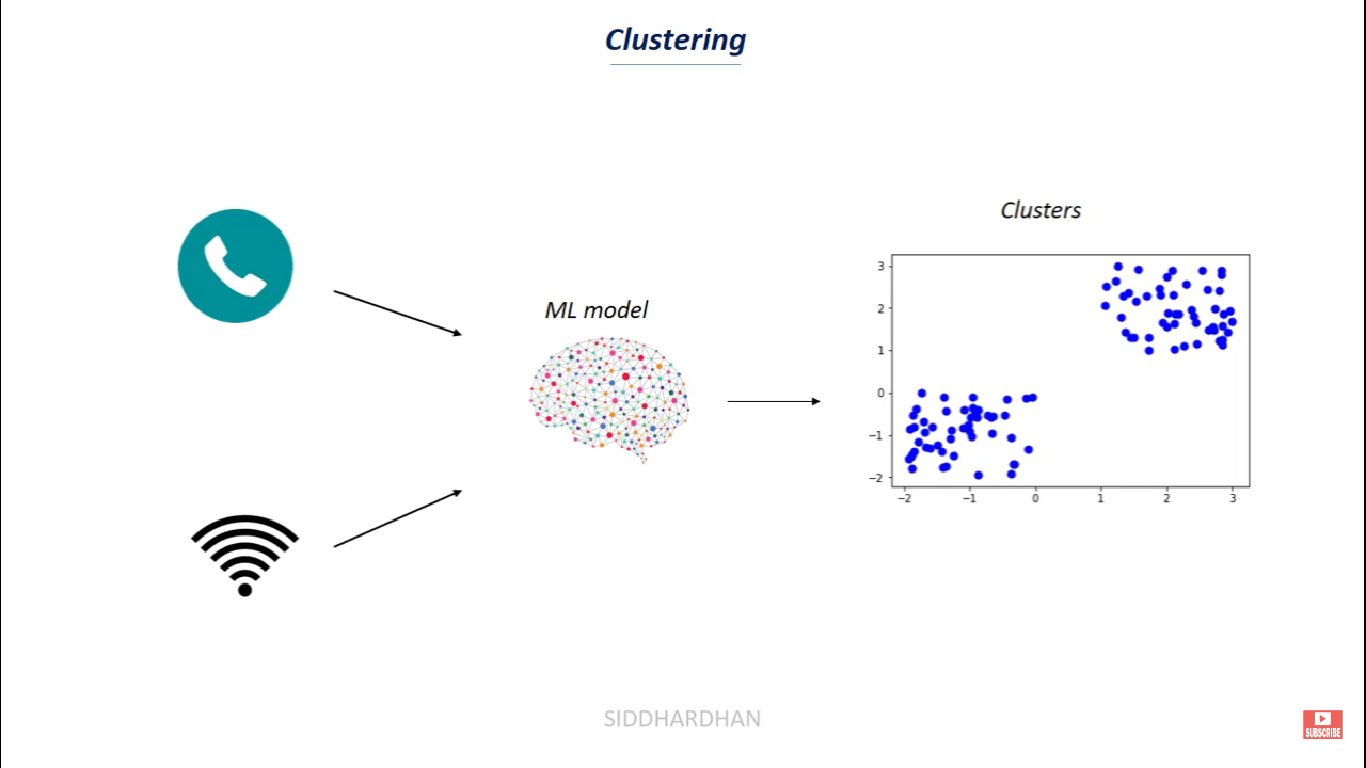 Clustering
Clusters
ML model
3
2
1
0
−1
−2
−2 −1 0 1 2 3
SIDDHARDHAN
SUBSCRIBE